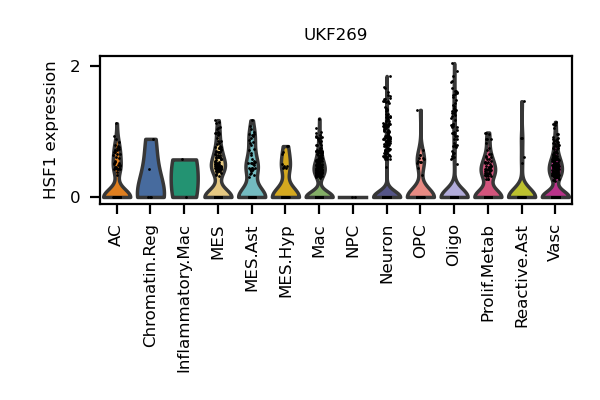 UKF269
HSF1 expression
2
0
AC
Chromatin.Reg
Inflammatory.Mac
MES
MES.Ast
MES.Hyp
Mac
NPC
Neuron
OPC
Oligo
Prolif.Metab
Reactive.Ast
Vasc